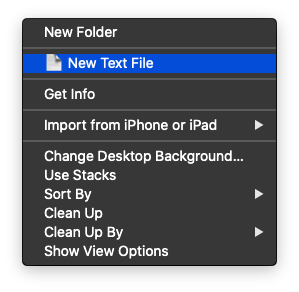 New Folder
New Text File
Get Info
Import from iPhone or iPad
Change Desktop Background...
Use Stacks
Sort By
Clean Up
Clean Up By
Show View Options